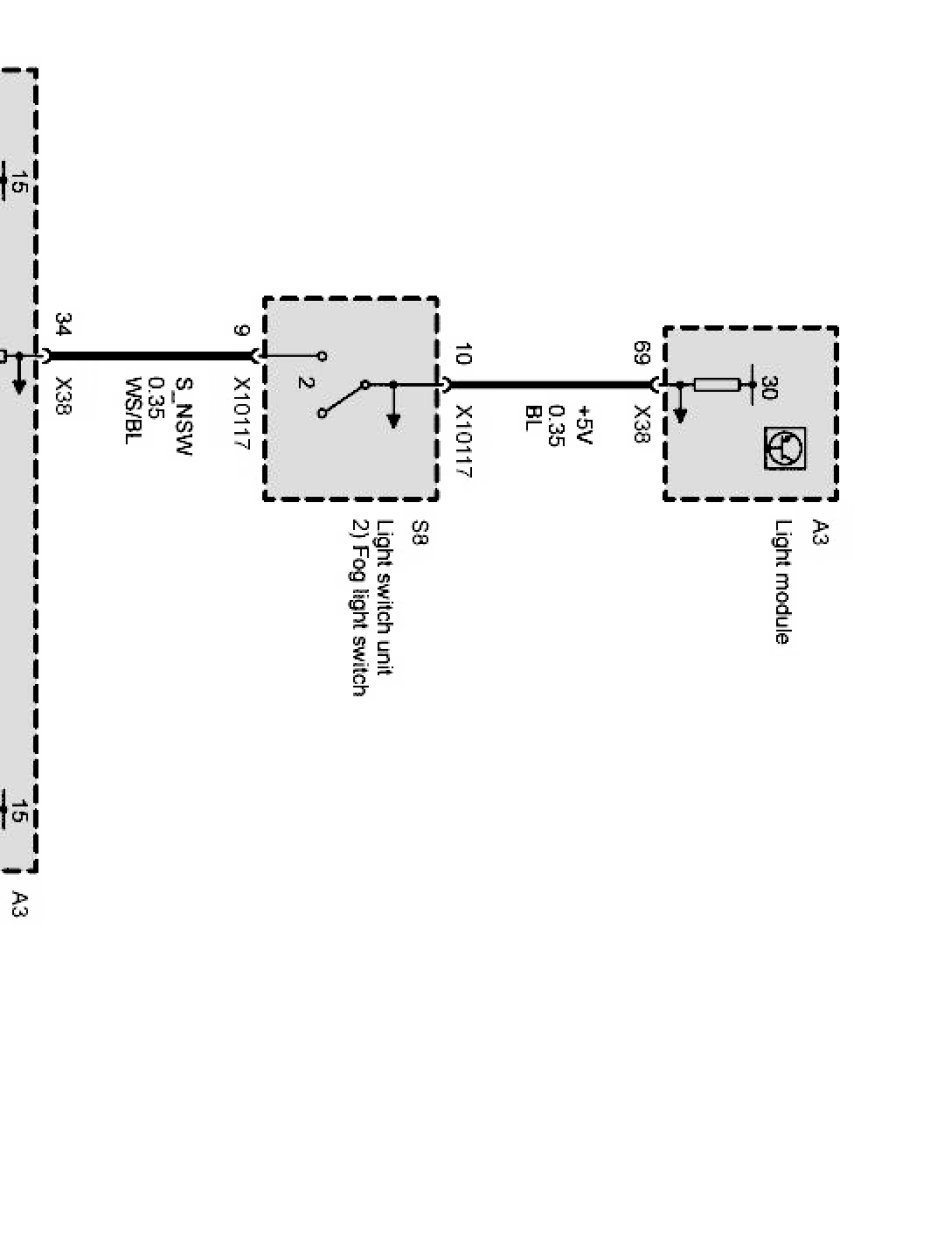 A3
Light module
30
69
X38
+5V
0.35
BL
10
X10117
S8
Light switch unit
2) Fog light switch
2
9
X10117
S_NSW
0.35
WS/BL
34
X38
15
15
A3